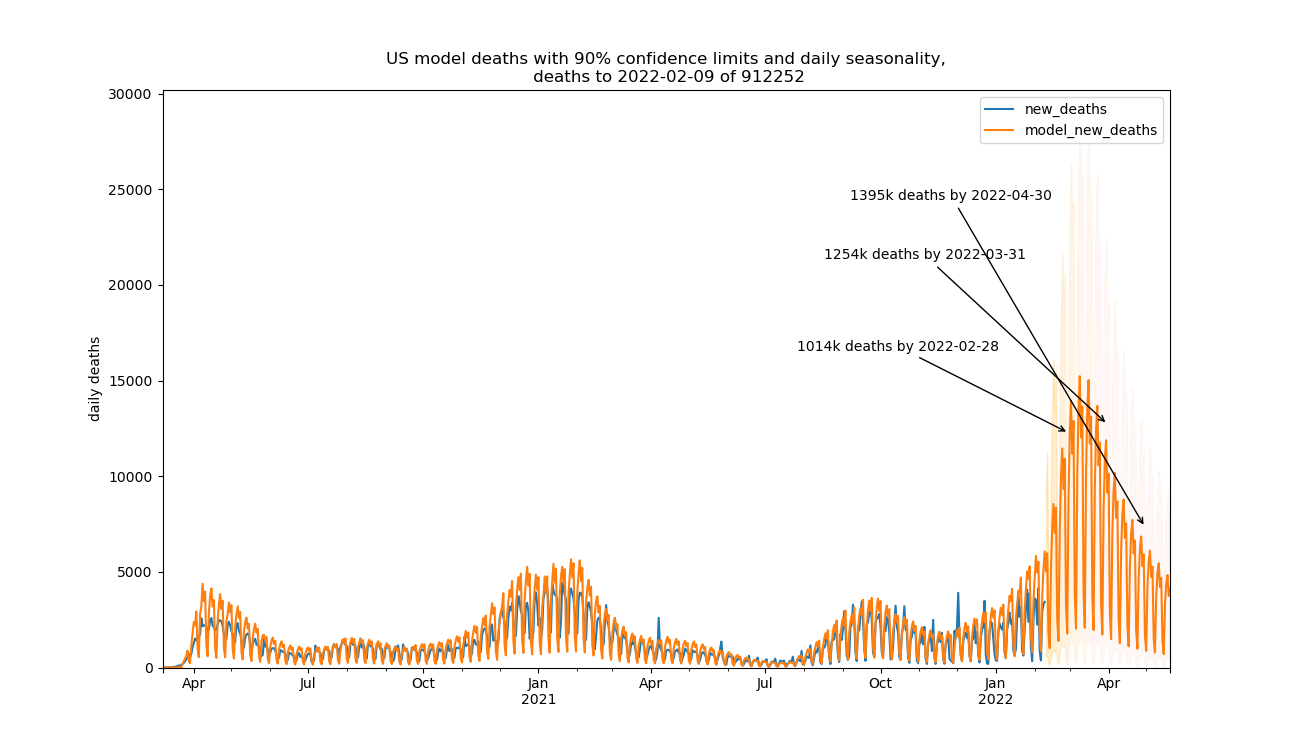 US model deaths with 90% confidence limits and daily seasonality,
deaths to 2022-02-09 of 912252
30000
25000
20000
15000
10000
5000
0
daily deaths
new_deaths
model_new_deaths
1395k deaths by 2022-04-30
1254k deaths by 2022-03-31
1014k deaths by 2022-02-28
Apr
Jul
Oct
Jan
2021
Apr
Jul
Oct
Jan
2022
Apr